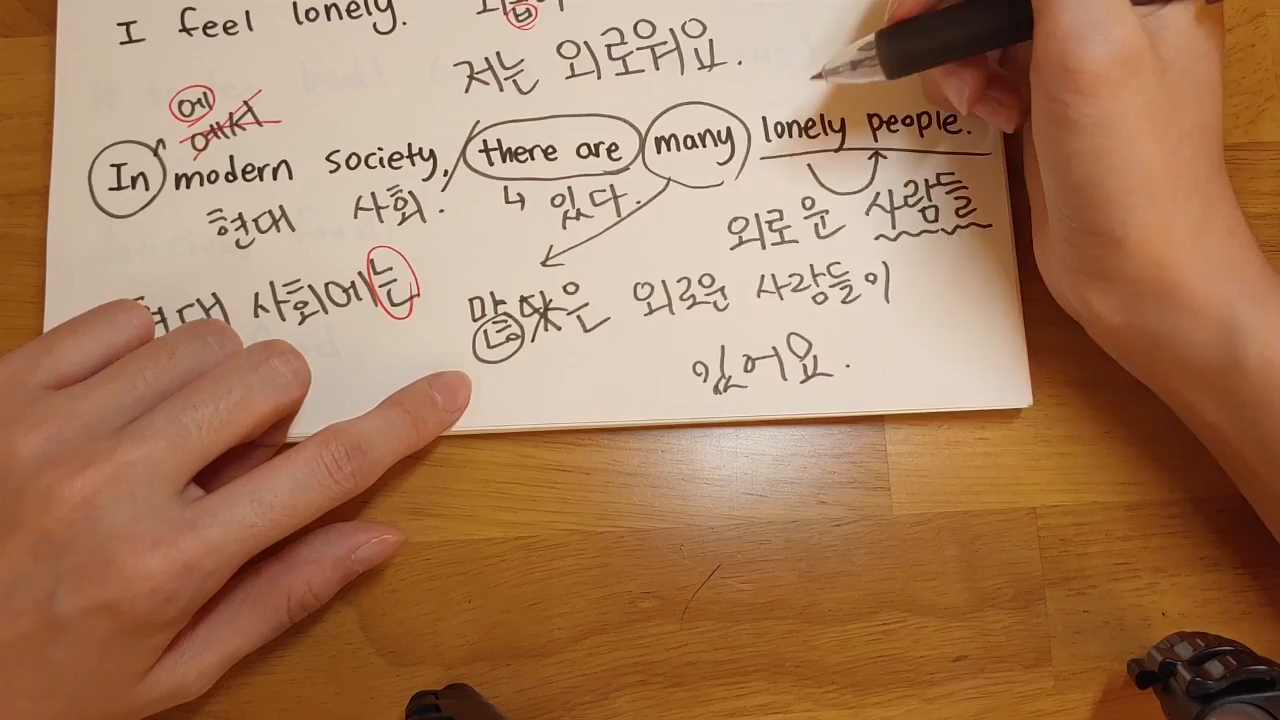 I feel lonely.
저는 외로워요.
에
에서
In modern society, there are many lonely people.
현대 사회. ↳ 있다.
외로운 사람들
현대 사회에는 많은 외로운 사람들이
있어요.